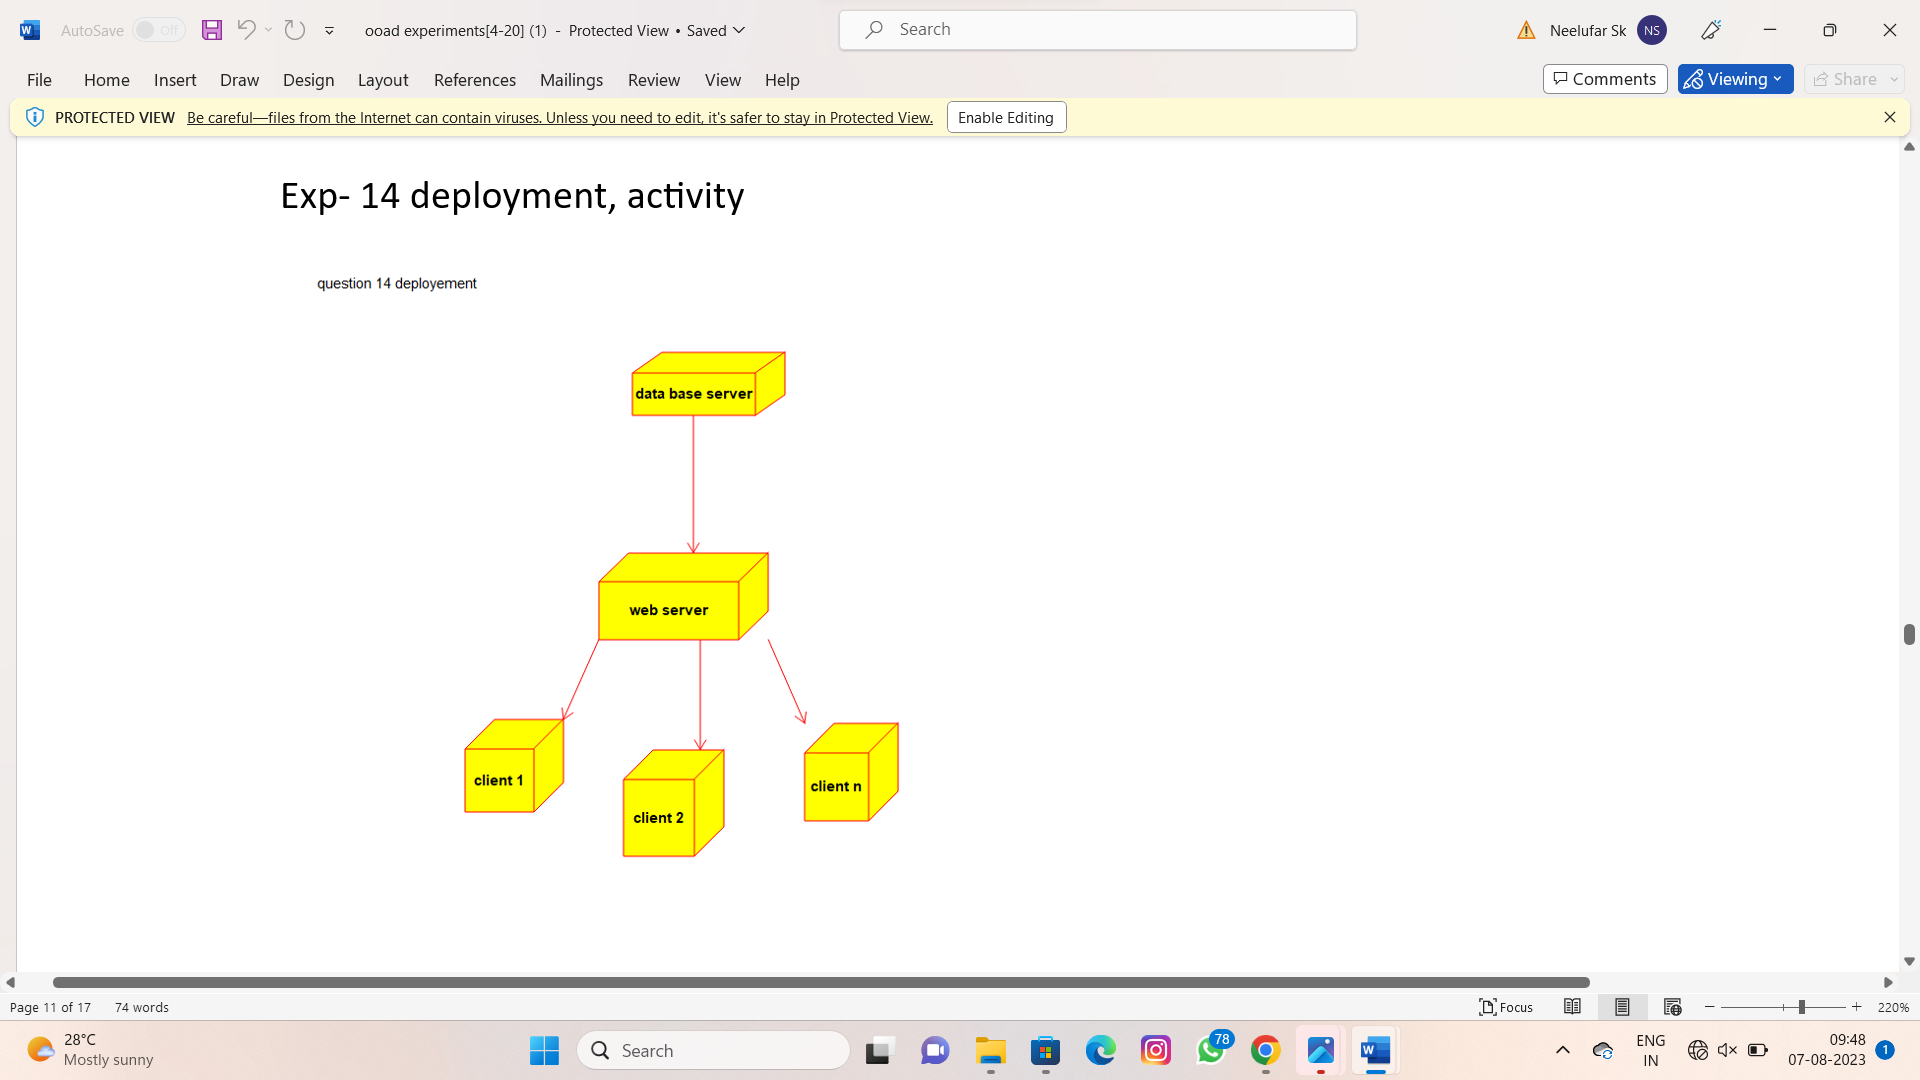 AutoSave Off ooad experiments[4-20] (1) - Protected View • Saved Search Neelufar Sk NS
File Home Insert Draw Design Layout References Mailings Review View Help Comments Viewing Share
PROTECTED VIEW Be careful—files from the Internet can contain viruses. Unless you need to edit, it's safer to stay in Protected View. Enable Editing
Exp- 14 deployment, activity
question 14 deployement
data base server
web server
client 1
client 2
client n
Page 11 of 17 74 words Focus 220%
28°C
Mostly sunny
Search
78
ENG
IN
09:48
07-08-2023
1